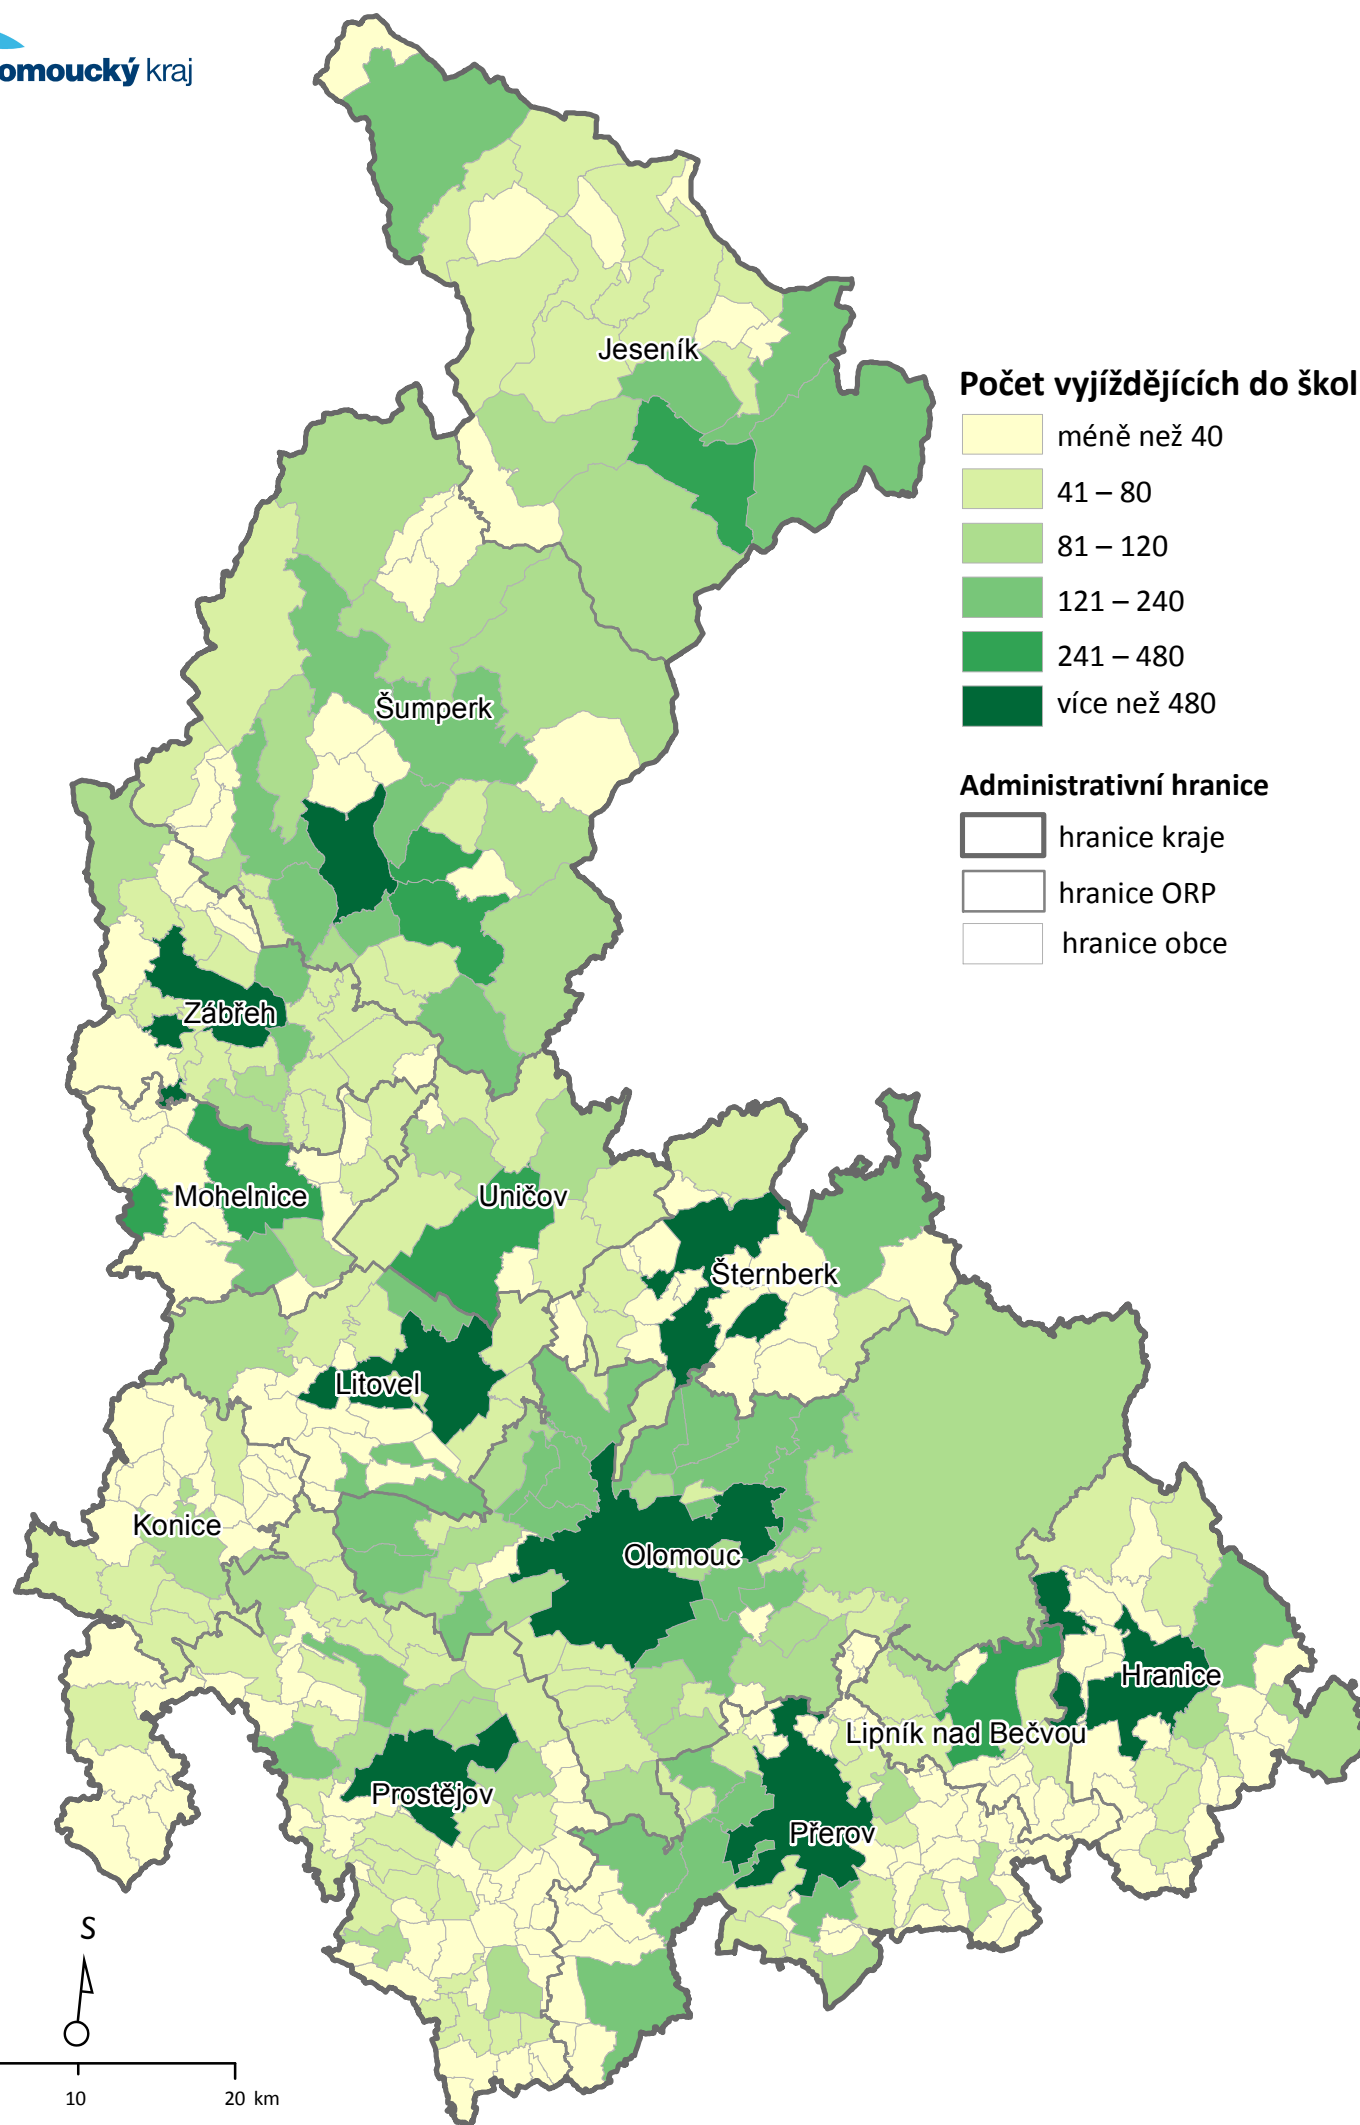 omoucký kraj
Jeseník
Počet vyjíždějících do škol
méně než 40
41 – 80
81 – 120
121 – 240
241 – 480
více než 480
Šumperk
Administrativní hranice
hranice kraje
hranice ORP
hranice obce
Zábřeh
Mohelnice
Uničov
Šternberk
Litovel
Konice
Olomouc
Hranice
Lipník nad Bečvou
Prostějov
Přerov
S
10
20 km